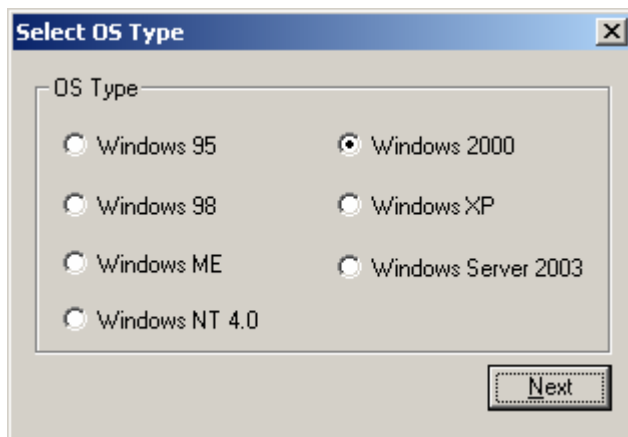 Select OS Type
OS Type
Windows 95
Windows 98
Windows ME
Windows NT 4.0
Windows 2000
Windows XP
Windows Server 2003
Next